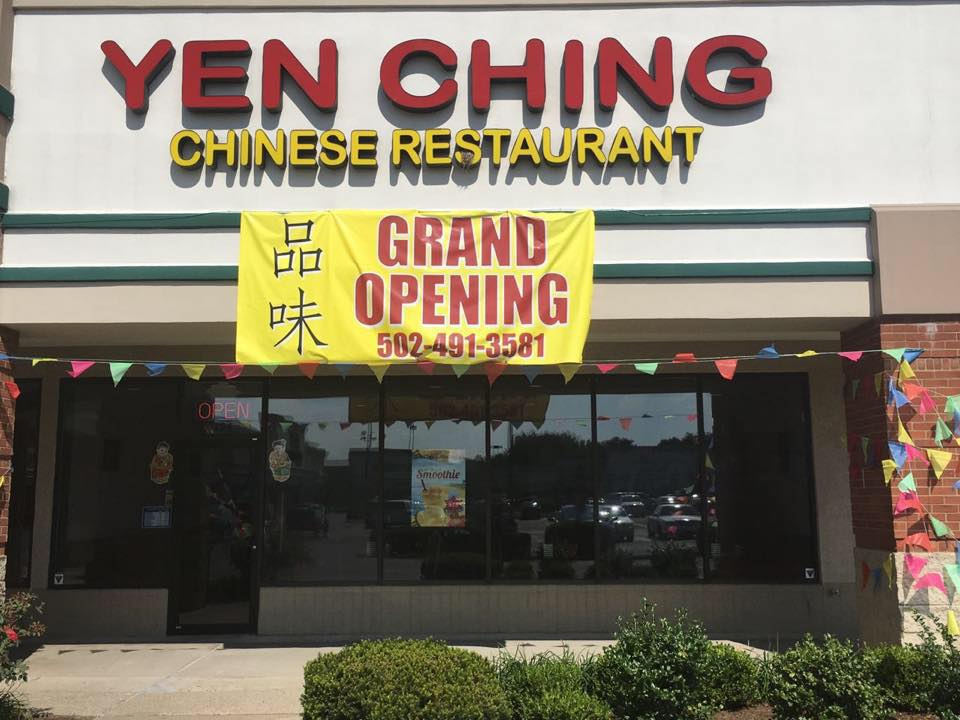 YEN CHING
CHINESE RESTAURANT
品味
GRAND
OPENING
502-491-3581
OPEN
Smoothie